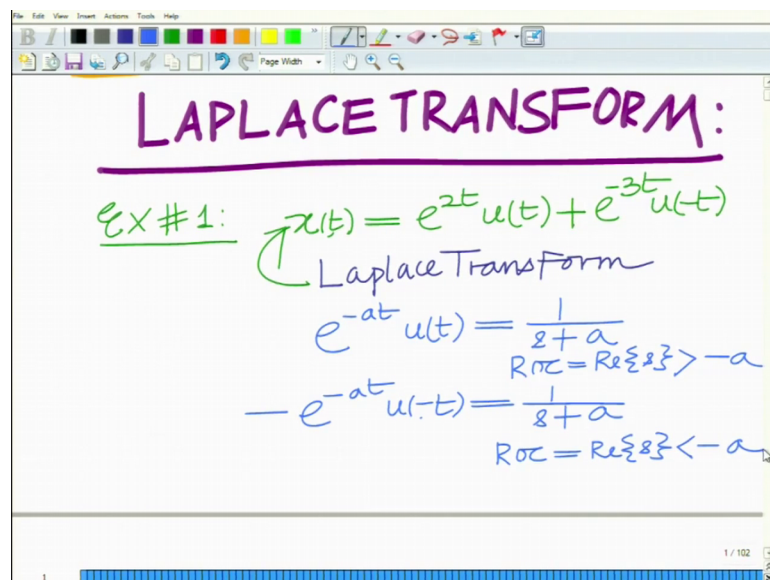 File Edit View Insert Actions Tools Help
B I
Page Width
LAPLACE TRANSFORM:
EX #1: x(t) = e^{2t} u(t) + e^{-3t} u(-t)
Laplace Transform
e^{-at} u(t) = 1/(s+a)
ROC = Re{s} > -a
- e^{-at} u(-t) = 1/(s+a)
ROC = Re{s} < -a
1 / 102
1